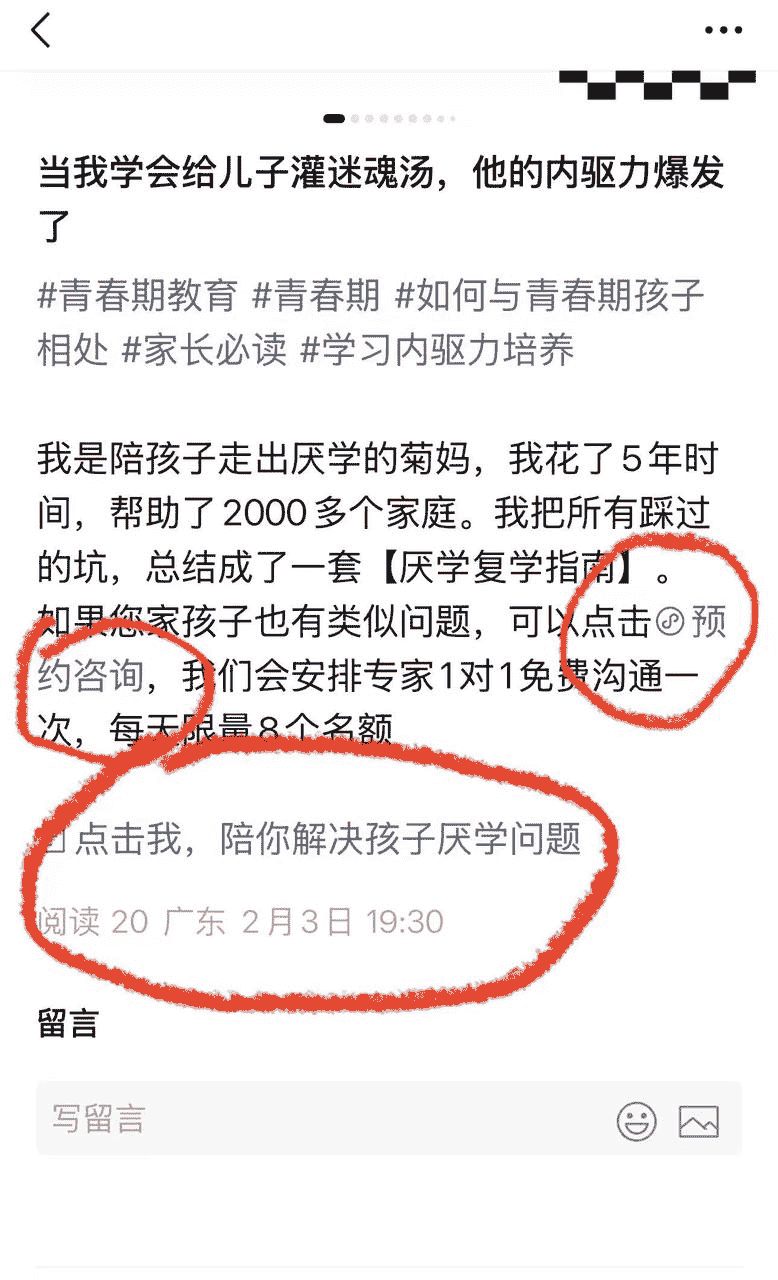 当我学会给儿子灌迷魂汤，他的内驱力爆发
了
#青春期教育 #青春期 #如何与青春期孩子
相处 #家长必读 #学习内驱力培养
我是陪孩子走出厌学的菊妈，我花了5年时
间，帮助了2000多个家庭。我把所有踩过
的坑，总结成了一套【厌学复学指南】。
如果您家孩子也有类似问题，可以点击预
约咨询，我们会安排专家1对1免费沟通一
次，每天限量8个名额
点击我，陪你解决孩子厌学问题
阅读 20 广东 2月3日 19:30
留言
写留言